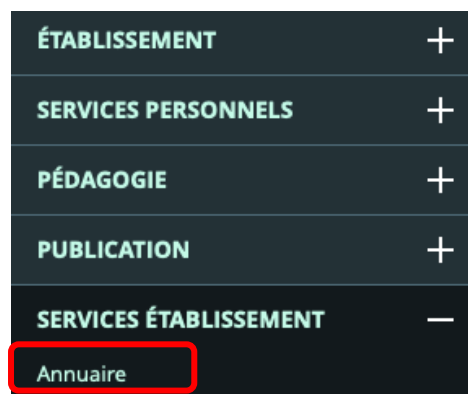 ÉTABLISSEMENT
SERVICES PERSONNELS
PÉDAGOGIE
PUBLICATION
SERVICES ÉTABLISSEMENT
Annuaire